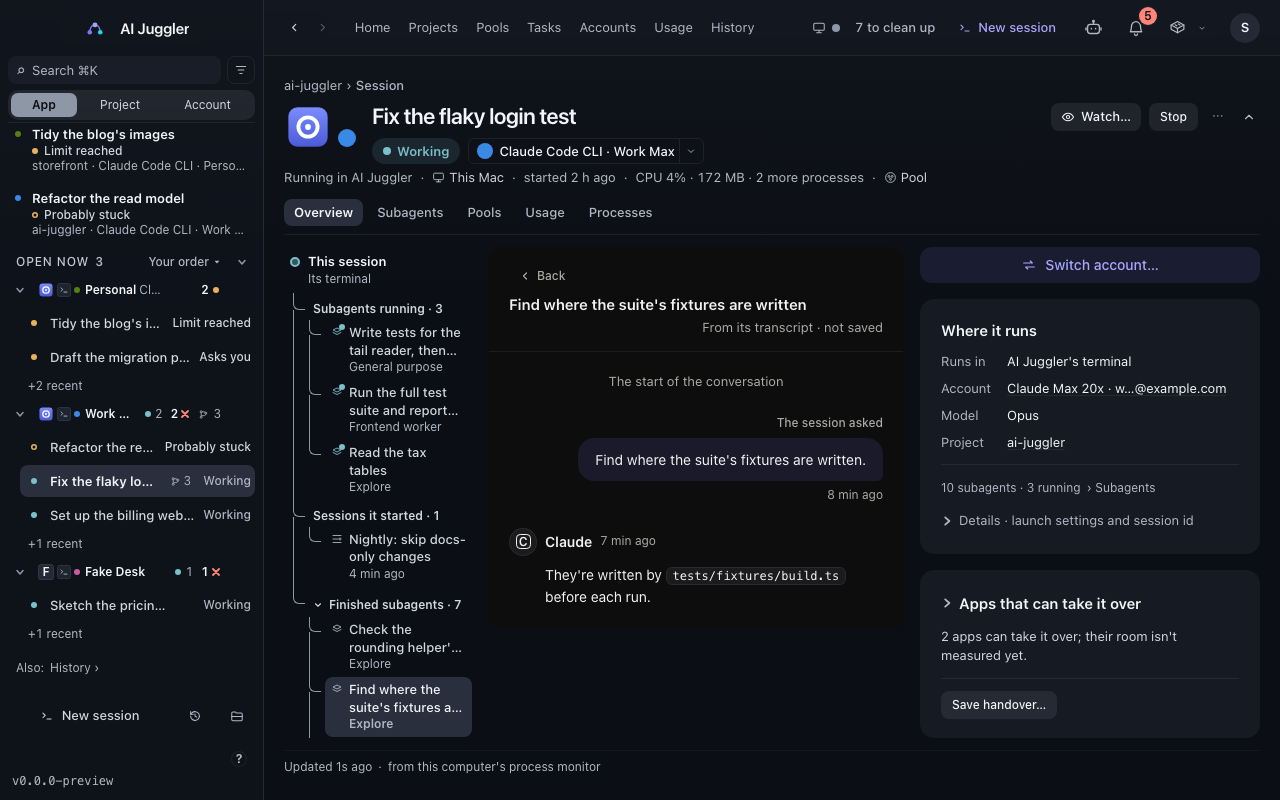 AI Juggler
Search ⌘K
App Project Account
Tidy the blog's images
Limit reached
storefront · Claude Code CLI · Perso...
Refactor the read model
Probably stuck
ai-juggler · Claude Code CLI · Work ...
OPEN NOW 3 Your order
Personal Cl... 2
Tidy the blog's i... Limit reached
Draft the migration p... Asks you
+2 recent
Work ... 2 2 3
Refactor the re... Probably stuck
Fix the flaky lo... 3 Working
Set up the billing web... Working
+1 recent
F Fake Desk 1 1
Sketch the pricin... Working
+1 recent
Also: History ›
New session
?
v0.0.0-preview
Home Projects Pools Tasks Accounts Usage History
7 to clean up
New session
5
S
ai-juggler › Session
Fix the flaky login test
Watch... Stop ...
Working
Claude Code CLI · Work Max
Running in AI Juggler · This Mac · started 2 h ago · CPU 4% · 172 MB · 2 more processes · Pool
Overview Subagents Pools Usage Processes
This session
Its terminal
Subagents running · 3
Write tests for the
tail reader, then...
General purpose
Run the full test
suite and report...
Frontend worker
Read the tax
tables
Explore
Sessions it started · 1
Nightly: skip docs-
only changes
4 min ago
Finished subagents · 7
Check the
rounding helper'...
Explore
Find where the
suite's fixtures a...
Explore
Back
Find where the suite's fixtures are written
From its transcript · not saved
The start of the conversation
The session asked
Find where the suite's fixtures are written.
8 min ago
C Claude 7 min ago
They're written by tests/fixtures/build.ts
before each run.
Switch account...
Where it runs
Runs in AI Juggler's terminal
Account Claude Max 20x · w...@example.com
Model Opus
Project ai-juggler
10 subagents · 3 running › Subagents
Details · launch settings and session id
Apps that can take it over
2 apps can take it over; their room isn't
measured yet.
Save handover...
Updated 1s ago · from this computer's process monitor